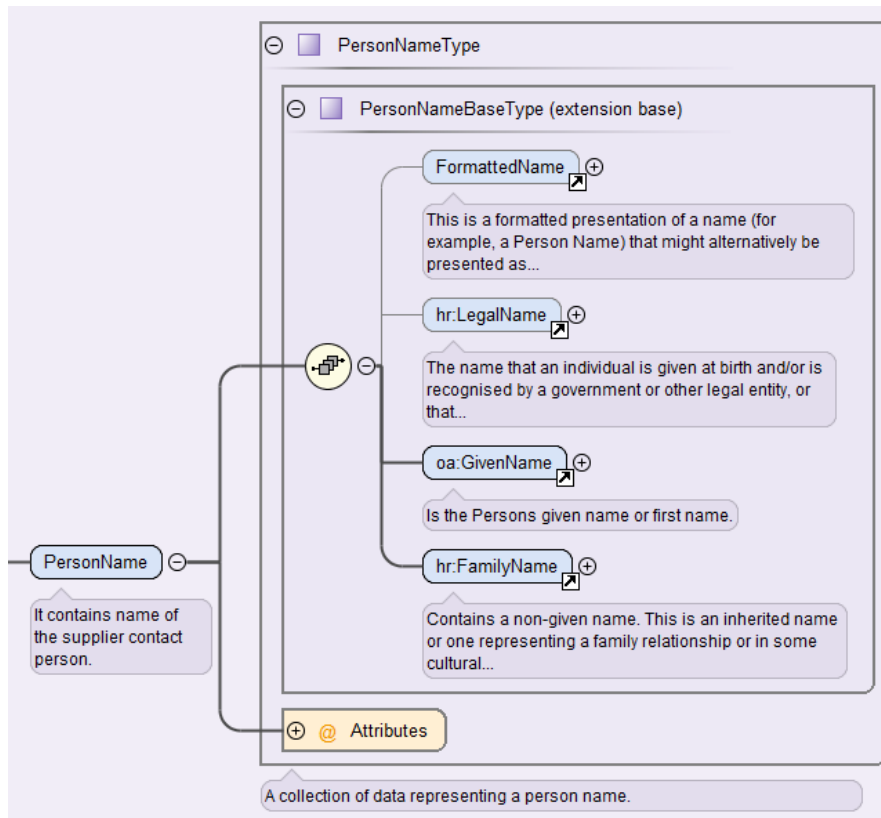 PersonNameType
PersonNameBaseType (extension base)
FormattedName
This is a formatted presentation of a name (for
example, a Person Name) that might alternatively be
presented as...
hr:LegalName
The name that an individual is given at birth and/or is
recognised by a government or other legal entity, or
that...
oa:GivenName
Is the Persons given name or first name.
PersonName
It contains name of
the supplier contact
person.
hr:FamilyName
Contains a non-given name. This is an inherited name
or one representing a family relationship or in some
cultural...
@ Attributes
A collection of data representing a person name.